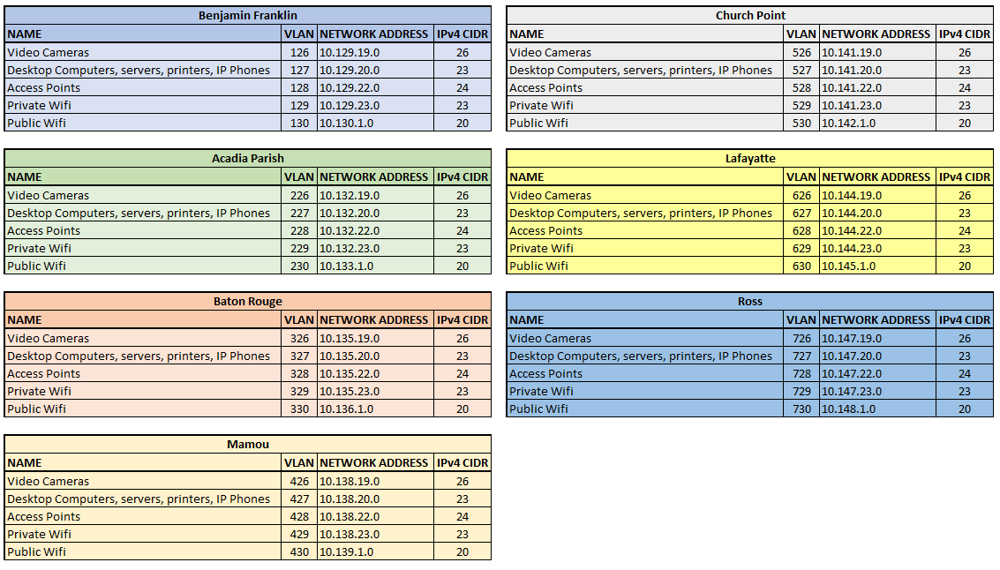 Benjamin Franklin
NAME VLAN NETWORK ADDRESS IPv4 CIDR
Video Cameras 126 10.129.19.0 26
Desktop Computers, servers, printers, IP Phones 127 10.129.20.0 23
Access Points 128 10.129.22.0 24
Private Wifi 129 10.129.23.0 23
Public Wifi 130 10.130.1.0 20
Acadia Parish
NAME VLAN NETWORK ADDRESS IPv4 CIDR
Video Cameras 226 10.132.19.0 26
Desktop Computers, servers, printers, IP Phones 227 10.132.20.0 23
Access Points 228 10.132.22.0 24
Private Wifi 229 10.132.23.0 23
Public Wifi 230 10.133.1.0 20
Baton Rouge
NAME VLAN NETWORK ADDRESS IPv4 CIDR
Video Cameras 326 10.135.19.0 26
Desktop Computers, servers, printers, IP Phones 327 10.135.20.0 23
Access Points 328 10.135.22.0 24
Private Wifi 329 10.135.23.0 23
Public Wifi 330 10.136.1.0 20
Mamou
NAME VLAN NETWORK ADDRESS IPv4 CIDR
Video Cameras 426 10.138.19.0 26
Desktop Computers, servers, printers, IP Phones 427 10.138.20.0 23
Access Points 428 10.138.22.0 24
Private Wifi 429 10.138.23.0 23
Public Wifi 430 10.139.1.0 20
Church Point
NAME VLAN NETWORK ADDRESS IPv4 CIDR
Video Cameras 526 10.141.19.0 26
Desktop Computers, servers, printers, IP Phones 527 10.141.20.0 23
Access Points 528 10.141.22.0 24
Private Wifi 529 10.141.23.0 23
Public Wifi 530 10.142.1.0 20
Lafayatte
NAME VLAN NETWORK ADDRESS IPv4 CIDR
Video Cameras 626 10.144.19.0 26
Desktop Computers, servers, printers, IP Phones 627 10.144.20.0 23
Access Points 628 10.144.22.0 24
Private Wifi 629 10.144.23.0 23
Public Wifi 630 10.145.1.0 20
Ross
NAME VLAN NETWORK ADDRESS IPv4 CIDR
Video Cameras 726 10.147.19.0 26
Desktop Computers, servers, printers, IP Phones 727 10.147.20.0 23
Access Points 728 10.147.22.0 24
Private Wifi 729 10.147.23.0 23
Public Wifi 730 10.148.1.0 20